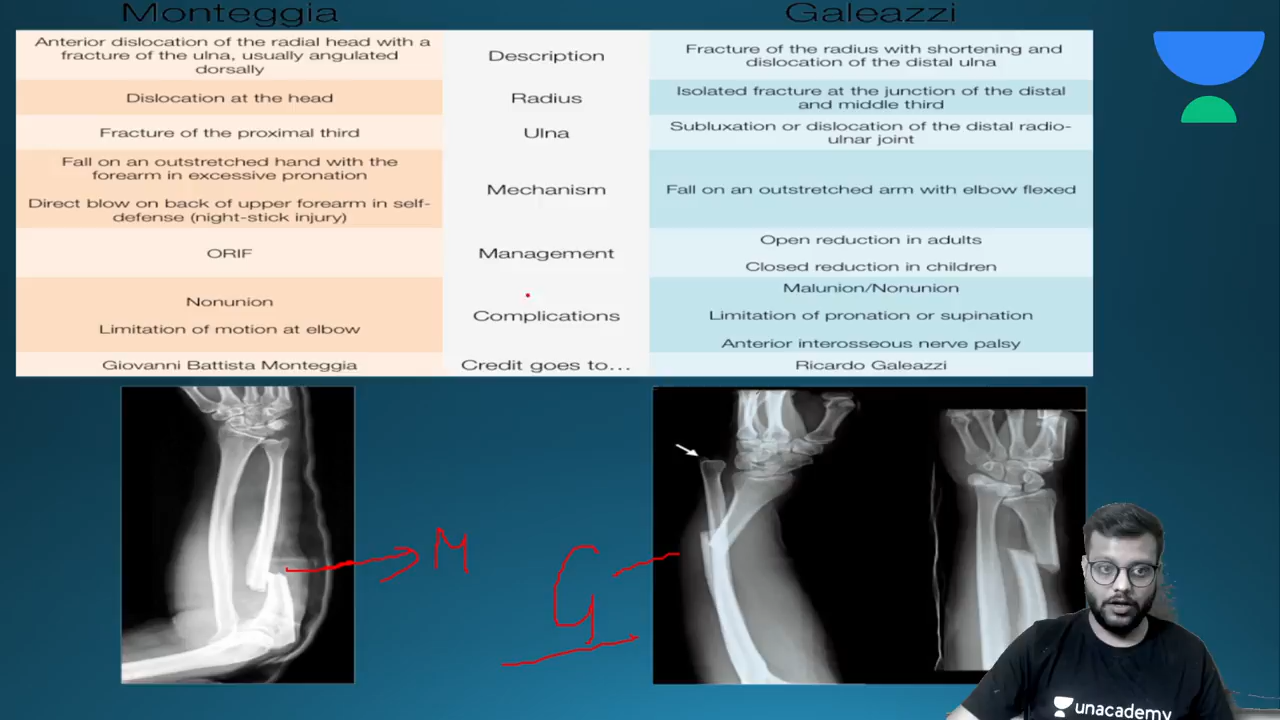 Monteggia
Galeazzi
Anterior dislocation of the radial head with a
fracture of the ulna, usually angulated
dorsally
Description
Fracture of the radius with shortening and
dislocation of the distal ulna
Dislocation at the head
Radius
Isolated fracture at the junction of the distal
and middle third
Fracture of the proximal third
Ulna
Subluxation or dislocation of the distal radio-
ulnar joint
Fall on an outstretched hand with the
forearm in excessive pronation
Direct blow on back of upper forearm in self-
defense (night-stick injury)
Mechanism
Fall on an outstretched arm with elbow flexed
ORIF
Management
Open reduction in adults
Closed reduction in children
Nonunion
Limitation of motion at elbow
Complications
Malunion/Nonunion
Limitation of pronation or supination
Anterior interosseous nerve palsy
Giovanni Battista Monteggia
Credit goes to...
Ricardo Galeazzi
M
G
unacademy